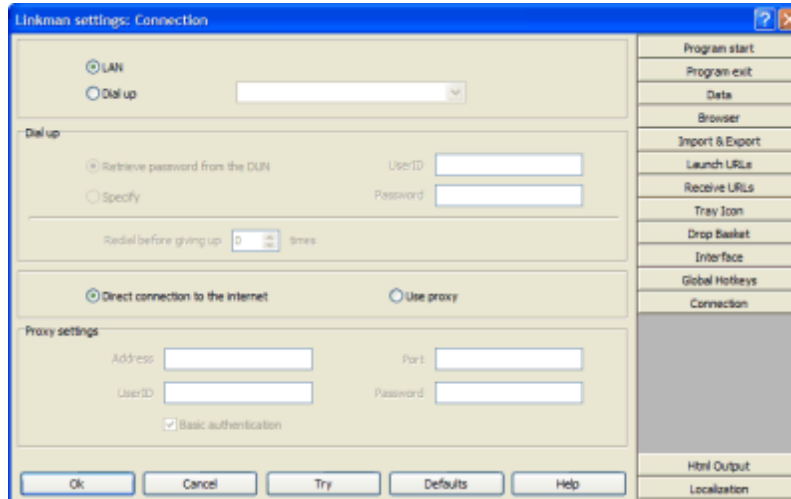 Linkman settings: Connection
LAN
Dial up
Dial up
Retrieve password from the DUN
UserID
Specify
Password
Redial before giving up 0 times
Direct connection to the internet
Use proxy
Proxy settings
Address
Port
UserID
Password
Basic authentication
Ok
Cancel
Try
Defaults
Help
Program start
Program exit
Data
Browser
Import & Export
Launch URLs
Receive URLs
Tray Icon
Drop Basket
Interface
Global Hotkeys
Connection
Html Output
Localization